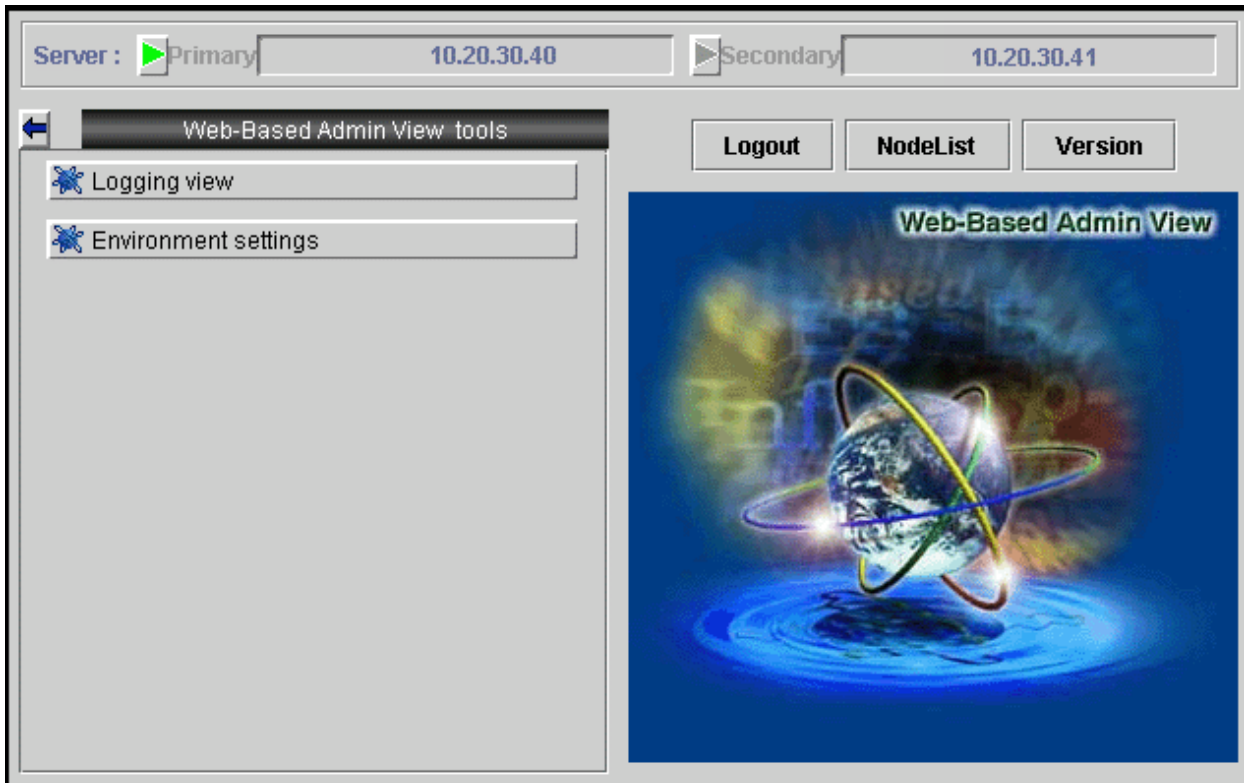 Server : Primary 10.20.30.40 Secondary 10.20.30.41
Web-Based Admin View tools
Logout NodeList Version
Logging view
Environment settings
Web-Based Admin View